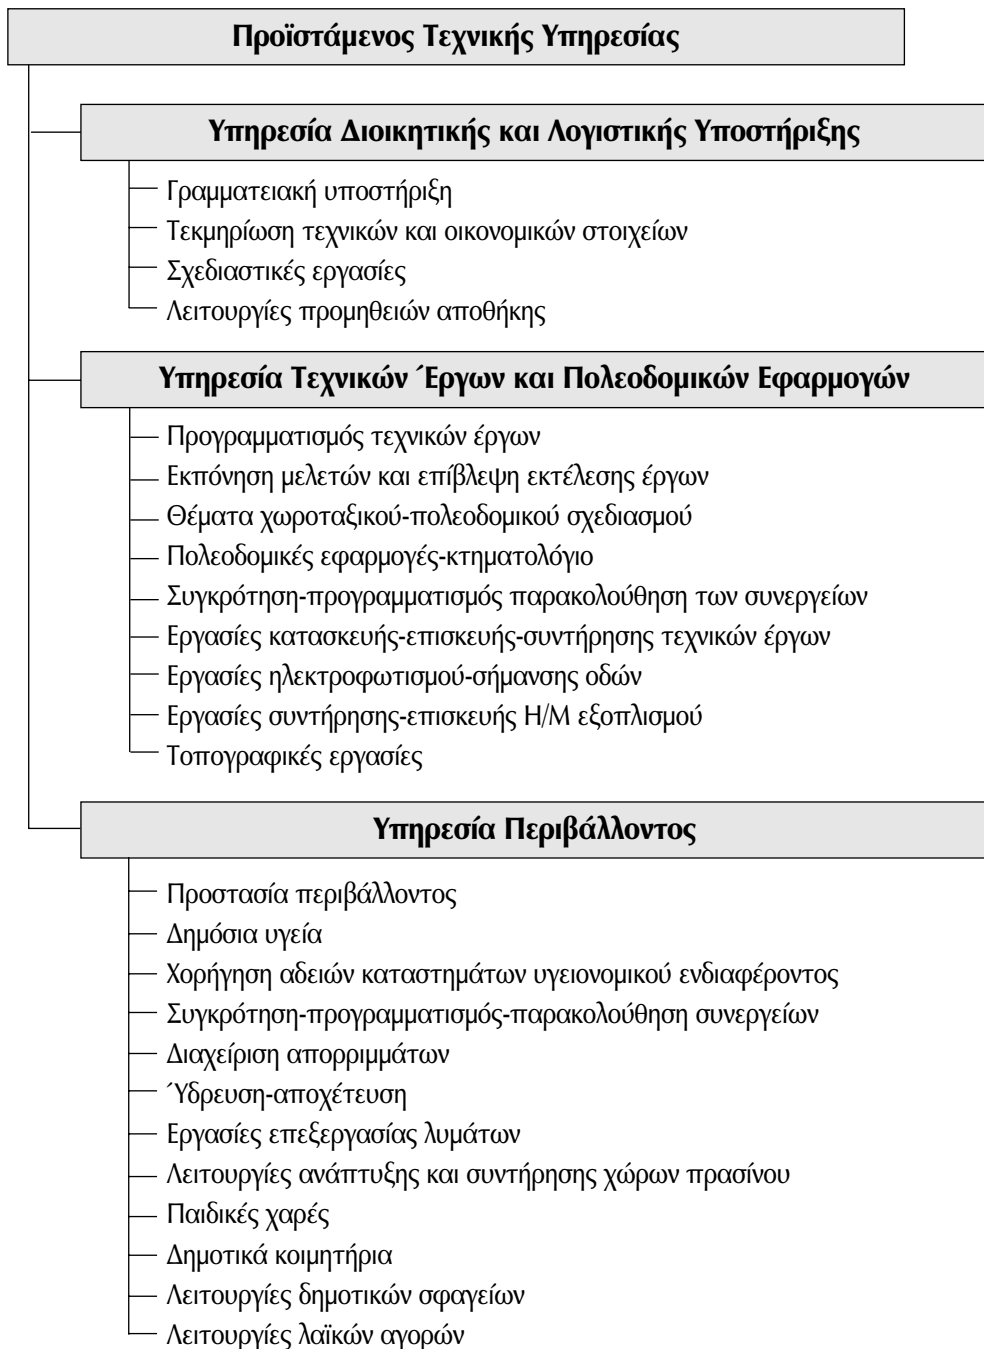 Προϊστάμενος Τεχνικής Υπηρεσίας
Υπηρεσία Διοικητικής και Λογιστικής Υποστήριξης
Γραμματειακή υποστήριξη
Τεκμηρίωση τεχνικών και οικονομικών στοιχείων
Σχεδιαστικές εργασίες
Λειτουργίες προμηθειών αποθήκης
Υπηρεσία Τεχνικών Έργων και Πολεοδομικών Εφαρμογών
Προγραμματισμός τεχνικών έργων
Εκπόνηση μελετών και επίβλεψη εκτέλεσης έργων
Θέματα χωροταξικού-πολεοδομικού σχεδιασμού
Πολεοδομικές εφαρμογές-κτηματολόγιο
Συγκρότηση-προγραμματισμός παρακολούθηση των συνεργείων
Εργασίες κατασκευής-επισκευής-συντήρησης τεχνικών έργων
Εργασίες ηλεκτροφωτισμού-σήμανσης οδών
Εργασίες συντήρησης-επισκευής Η/Μ εξοπλισμού
Τοπογραφικές εργασίες
Υπηρεσία Περιβάλλοντος
Προστασία περιβάλλοντος
Δημόσια υγεία
Χορήγηση αδειών καταστημάτων υγειονομικού ενδιαφέροντος
Συγκρότηση-προγραμματισμός-παρακολούθηση συνεργείων
Διαχείριση απορριμμάτων
Ύδρευση-αποχέτευση
Εργασίες επεξεργασίας λυμάτων
Λειτουργίες ανάπτυξης και συντήρησης χώρων πρασίνου
Παιδικές χαρές
Δημοτικά κοιμητήρια
Λειτουργίες δημοτικών σφαγείων
Λειτουργίες λαϊκών αγορών